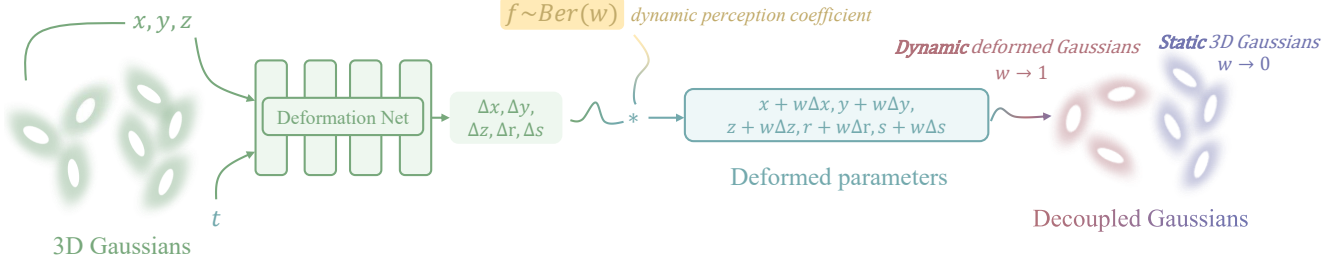 x, y, z
f~Ber(w) dynamic perception coefficient
Dynamic deformed Gaussians
w → 1
Static 3D Gaussians
w → 0
Deformation Net
Δx, Δy,
Δz, Δr, Δs
*
x + wΔx, y + wΔy,
z + wΔz, r + wΔr, s + wΔs
t
Deformed parameters
3D Gaussians
Decoupled Gaussians